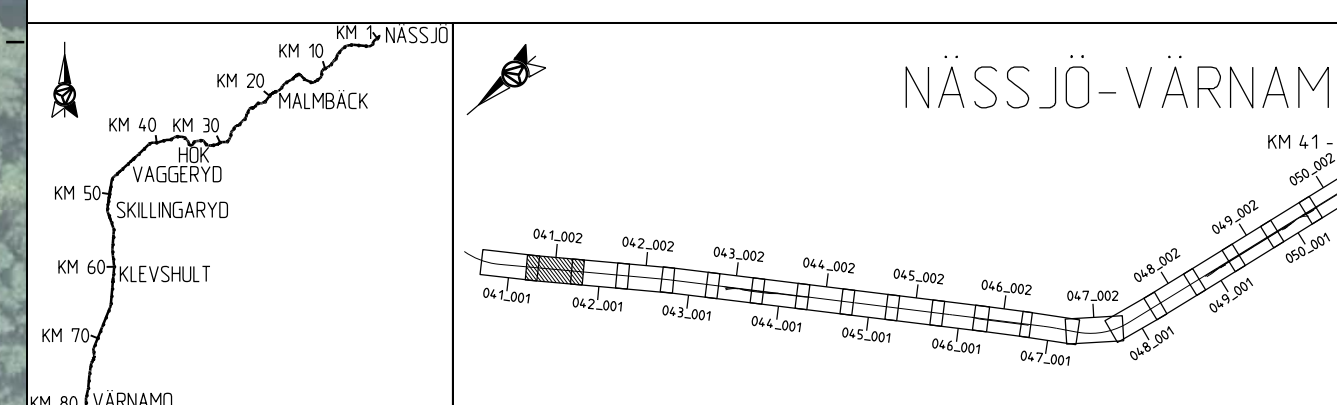 KM 1
NÄSSJÖ
KM 10
KM 20
MALMBÄCK
KM 40
KM 30
HOK
VAGGERYD
KM 50
SKILLINGARYD
KM 60
KLEVSHULT
KM 70
KM 80
VÄRNAMO
NÄSSJÖ-VÄRNAM
KM 41 -
041_002
042_002
043_002
044_002
045_002
046_002
047_002
048_002
049_002
050_002
041_001
042_001
043_001
044_001
045_001
046_001
047_001
048_001
049_001
050_001